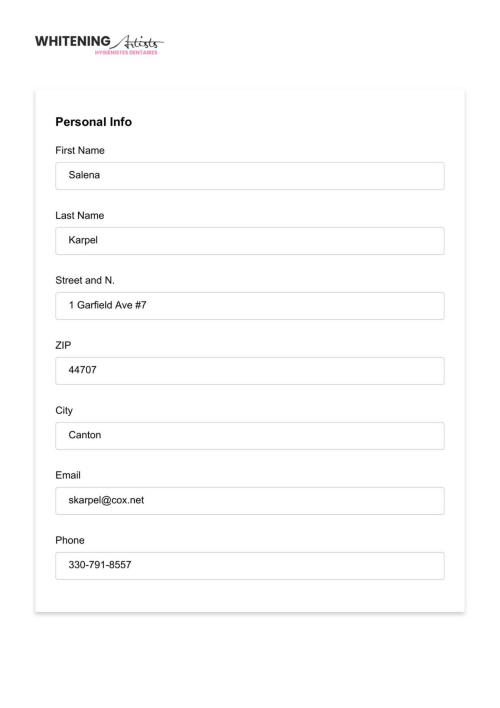 WHITENING Artists
HYGIÉNISTES DENTAIRES
Personal Info
First Name
Salena
Last Name
Karpel
Street and N.
1 Garfield Ave #7
ZIP
44707
City
Canton
Email
skarpel@cox.net
Phone
330-791-8557